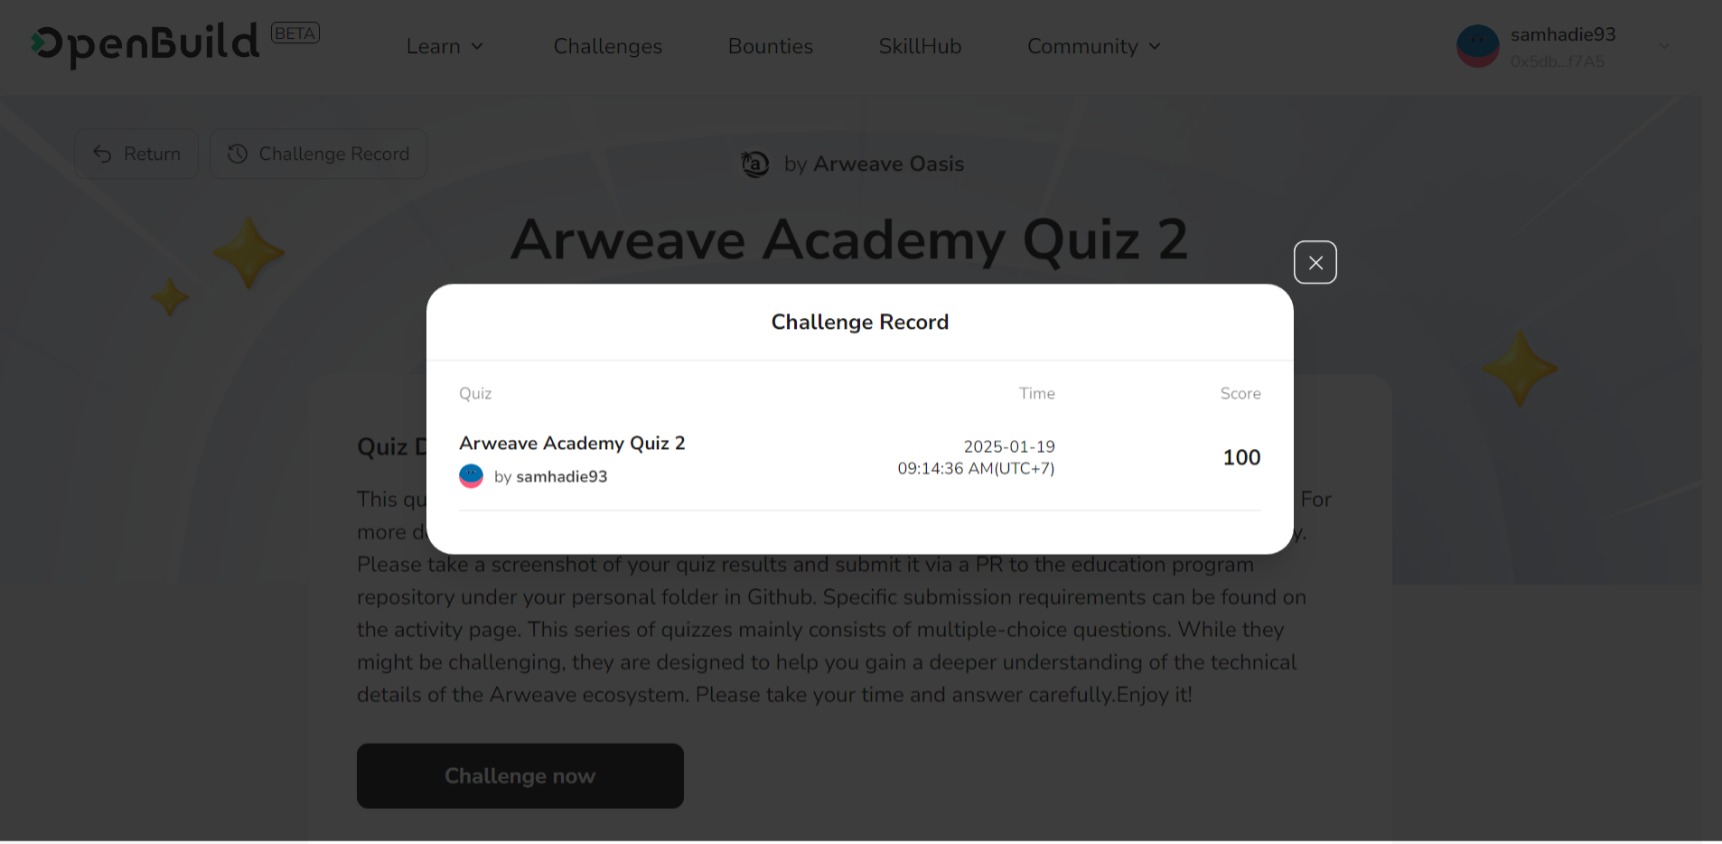 OpenBuild BETA
Learn
Challenges
Bounties
SkillHub
Community
samhadie93
0x5db...f7A5
Return
Challenge Record
by Arweave Oasis
Arweave Academy Quiz 2
Challenge Record
Quiz Time Score
Arweave Academy Quiz 2
by samhadie93
2025-01-19
09:14:36 AM(UTC+7)
100
Quiz
This For
more
Please take a screenshot of your quiz results and submit it via a PR to the education program
repository under your personal folder in Github. Specific submission requirements can be found on
the activity page. This series of quizzes mainly consists of multiple-choice questions. While they
might be challenging, they are designed to help you gain a deeper understanding of the technical
details of the Arweave ecosystem. Please take your time and answer carefully.Enjoy it!
Challenge now